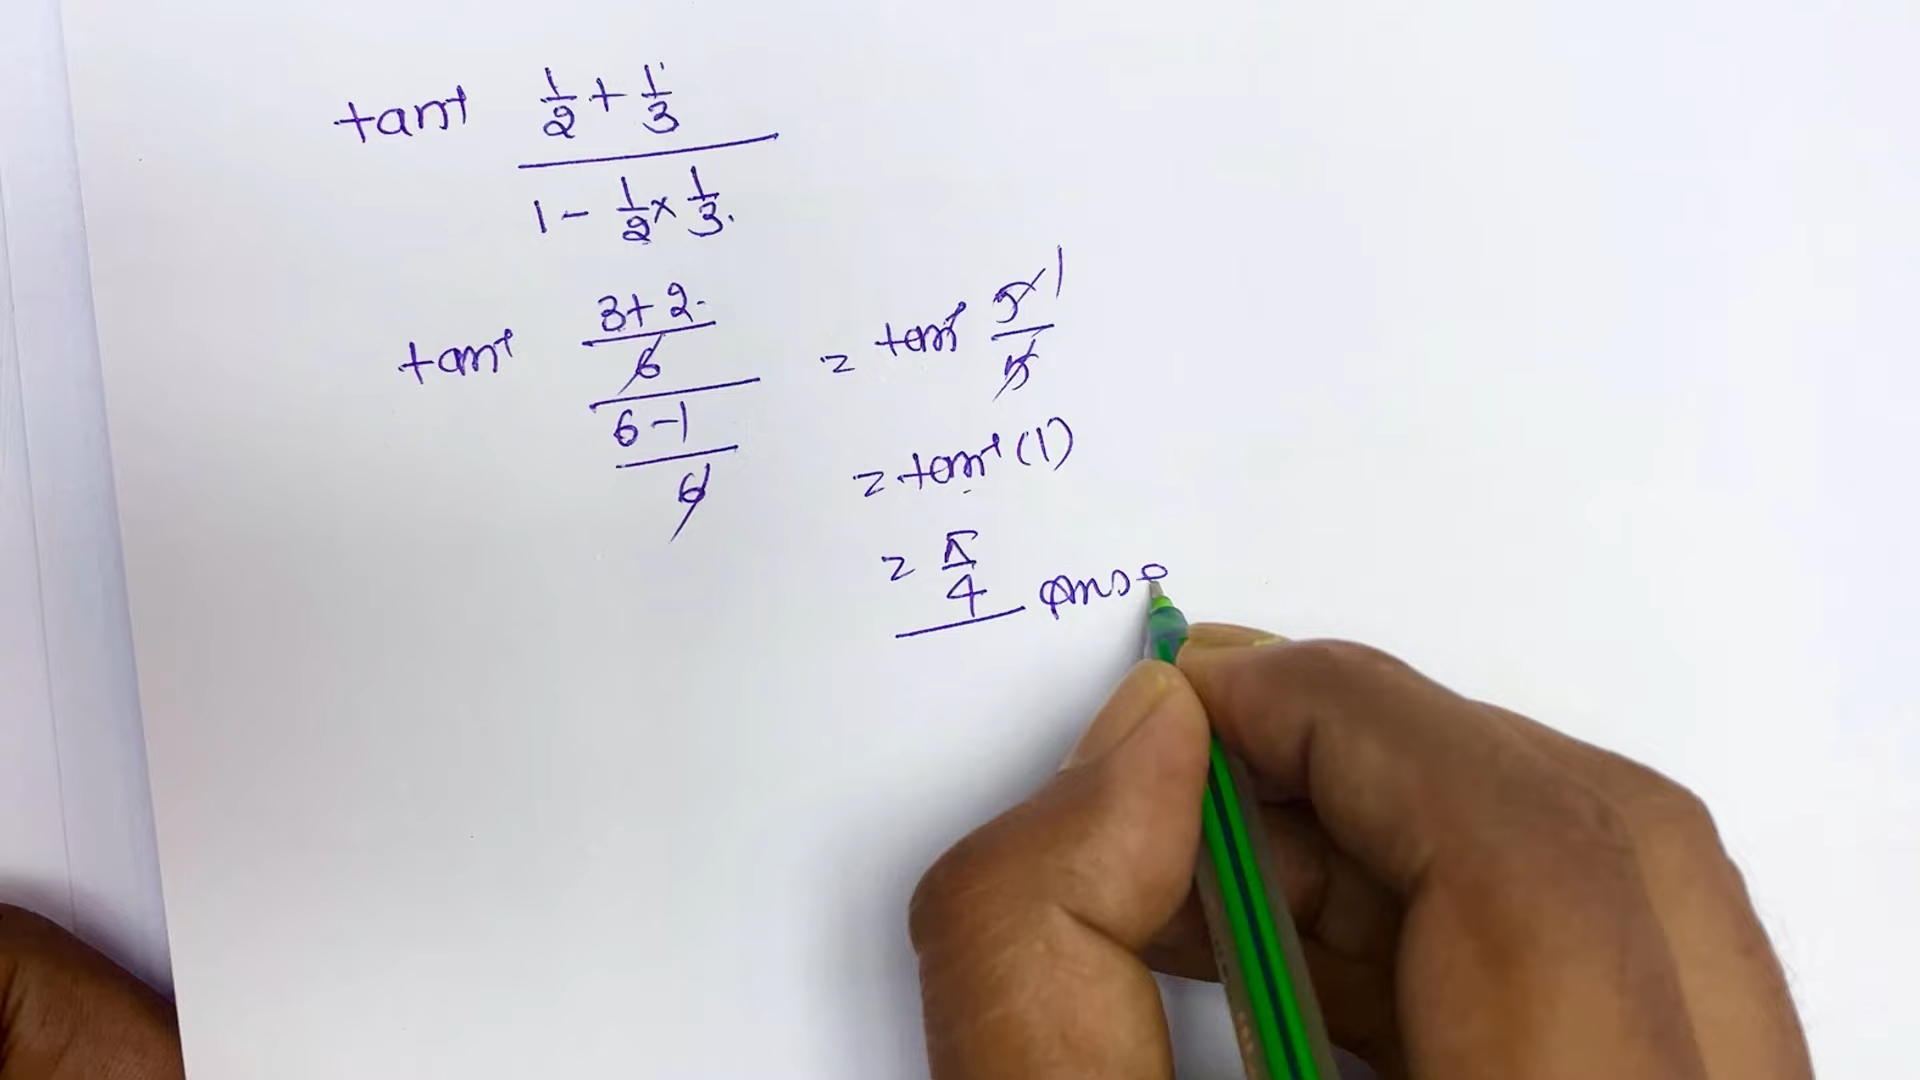 tan⁻¹ (1/2 + 1/3) / (1 - 1/2 × 1/3.)
tan⁻¹ ((3+2.)/6) / ((6-1)/6) = tan⁻¹ 5/5 1
= tan⁻¹ (1)
= π/4 Ans